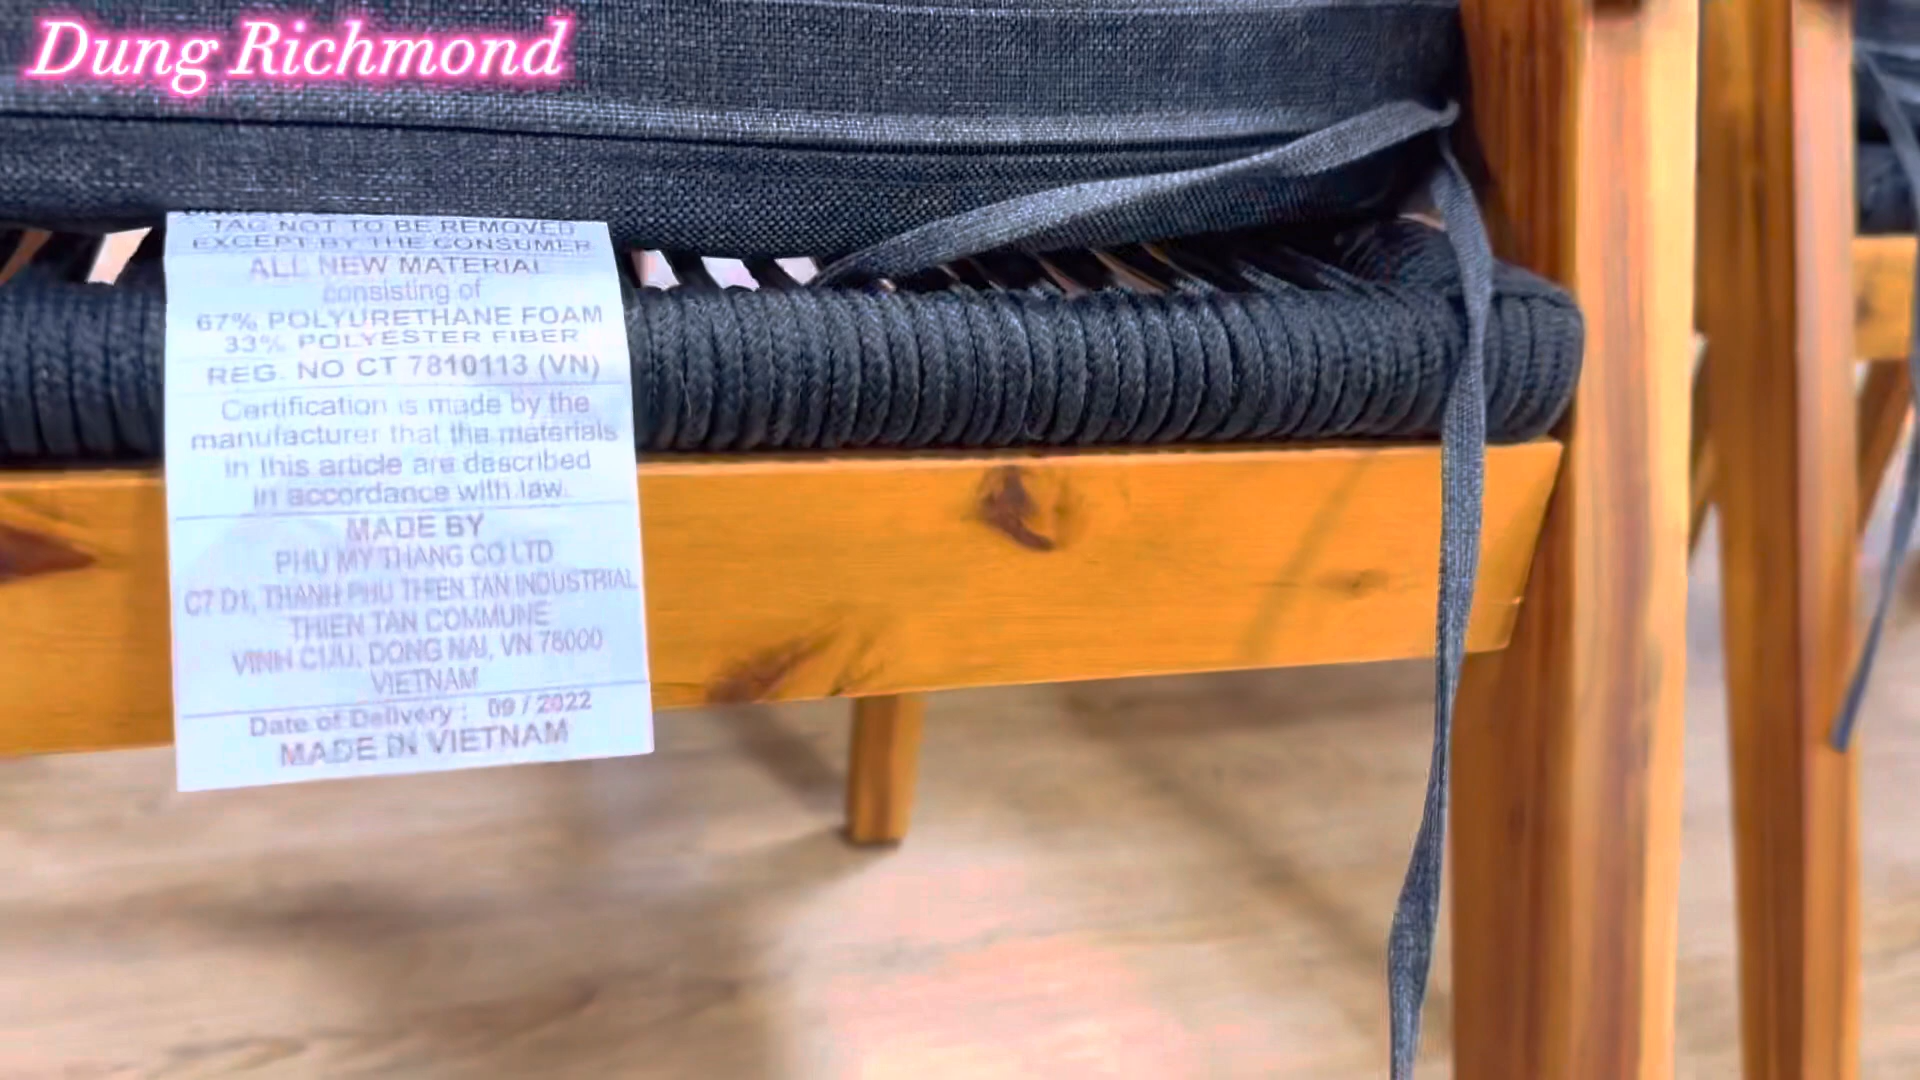 Dung Richmond
TAG NOT TO BE REMOVED
EXCEPT BY THE CONSUMER
ALL NEW MATERIAL
consisting of
67% POLYURETHANE FOAM
33% POLYESTER FIBER
REG. NO CT 7810113 (VN)
Certification is made by the
manufacturer that the materials
in this article are described
in accordance with law.
MADE BY
PHU MY THANG CO LTD
C7 D1, THANH PHU THIEN TAN INDUSTRIAL
THIEN TAN COMMUNE
VINH CUU, DONG NAI, VN 76000
VIETNAM
Date of Delivery : 09 / 2022
MADE IN VIETNAM